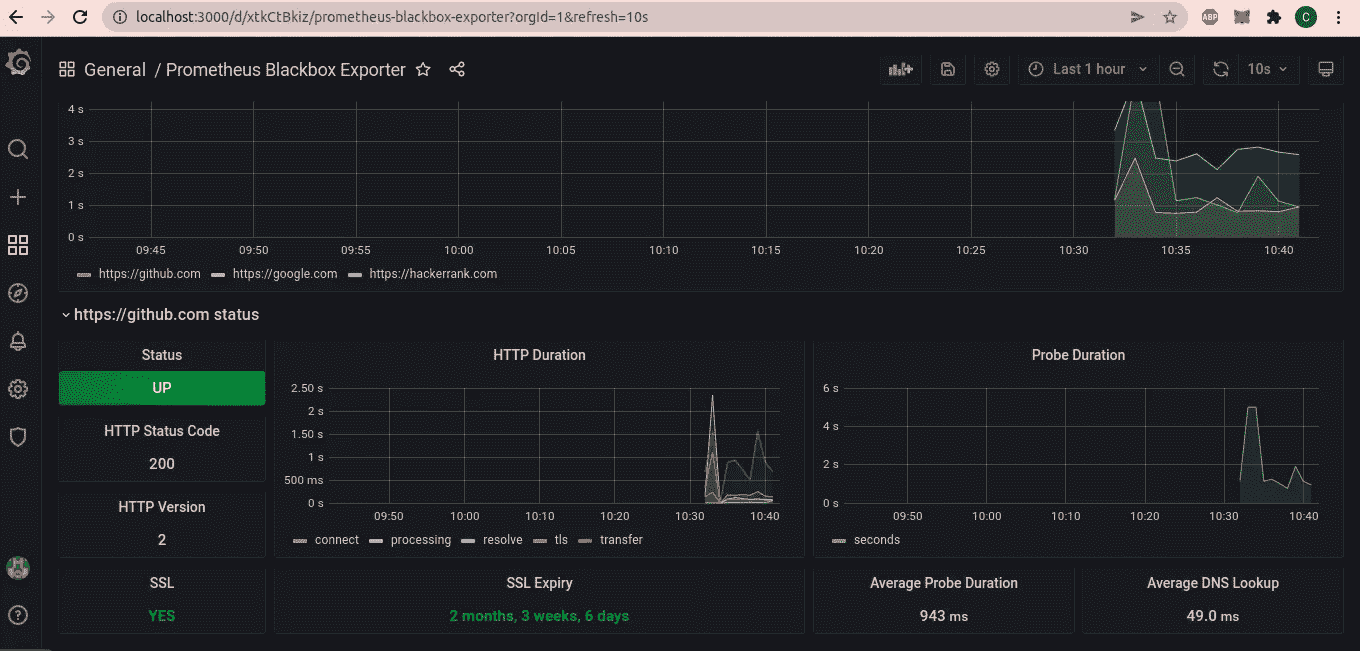 localhost:3000/d/xtkCtBkiz/prometheus-blackbox-exporter?orgId=1&refresh=10s
ABP
C
General / Prometheus Blackbox Exporter
Last 1 hour
10s
4 s
3 s
2 s
1 s
0 s
09:45 09:50 09:55 10:00 10:05 10:10 10:15 10:20 10:25 10:30 10:35 10:40
https://github.com https://google.com https://hackerrank.com
https://github.com status
Status
UP
HTTP Status Code
200
HTTP Version
2
HTTP Duration
2.50 s
2 s
1.50 s
1 s
500 ms
0 s
09:50 10:00 10:10 10:20 10:30 10:40
connect processing resolve tls transfer
Probe Duration
6 s
4 s
2 s
0 s
09:50 10:00 10:10 10:20 10:30 10:40
seconds
SSL
YES
SSL Expiry
2 months, 3 weeks, 6 days
Average Probe Duration
943 ms
Average DNS Lookup
49.0 ms